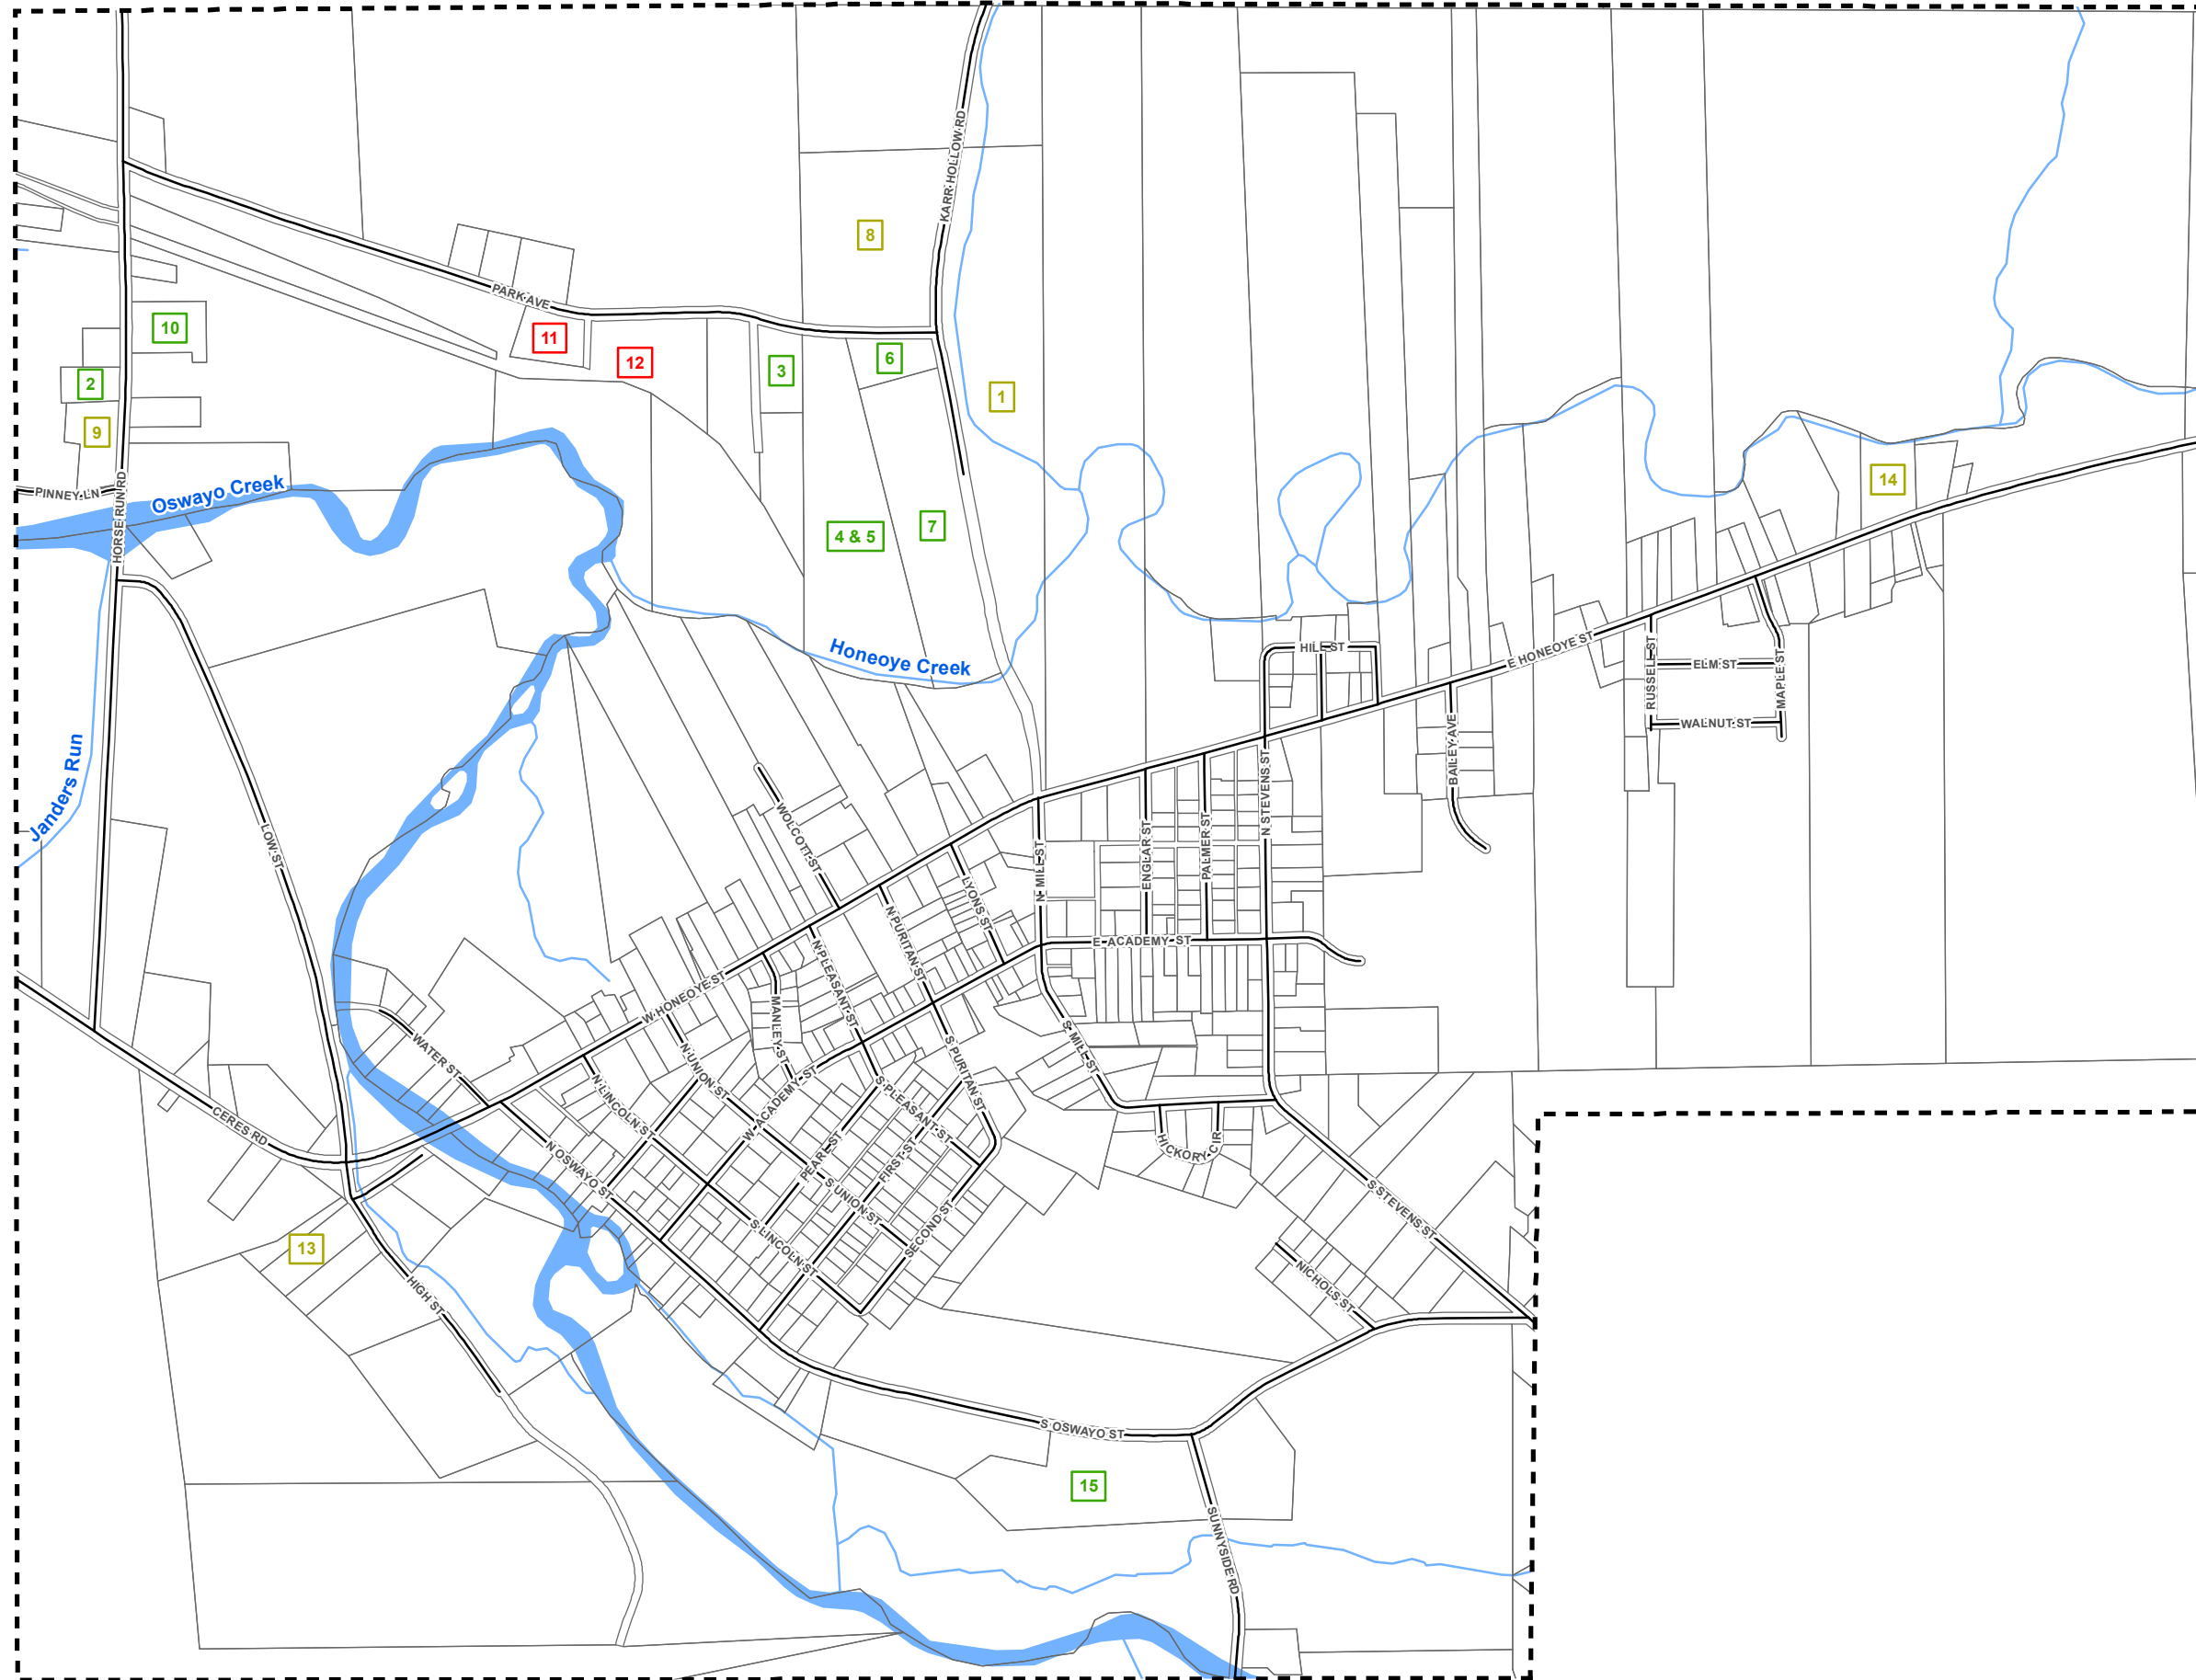 KARR HOLLOW RD
8
PARK AVE
10
11
12
3
6
2
1
9
14
PINNEY LN
Oswayo Creek
HORSE RUN RD
4 & 5
7
Honeoye Creek
HILL ST
E HONEOYE ST
RUSSELL ST
ELM ST
MAPLE ST
WALNUT ST
BAILEY AVE
Janders Run
LOW ST
WOLCOTT ST
N STEVENS ST
PALMER ST
ENGLAR ST
N MILL ST
LYONS ST
N PURITAN ST
E ACADEMY ST
N PLEASANT ST
W HONEOYE ST
MANLEY ST
WATER ST
N UNION ST
S MILL ST
S PURITAN ST
N LINCOLN ST
W ACADEMY ST
S PLEASANT ST
CERES RD
PEARL ST
FIRST ST
HICKORY CIR
N OSWAYO ST
S UNION ST
S STEVENS ST
13
S LINCOLN ST
SECOND ST
HIGH ST
NICHOLS ST
S OSWAYO ST
15
SUNNYSIDE RD